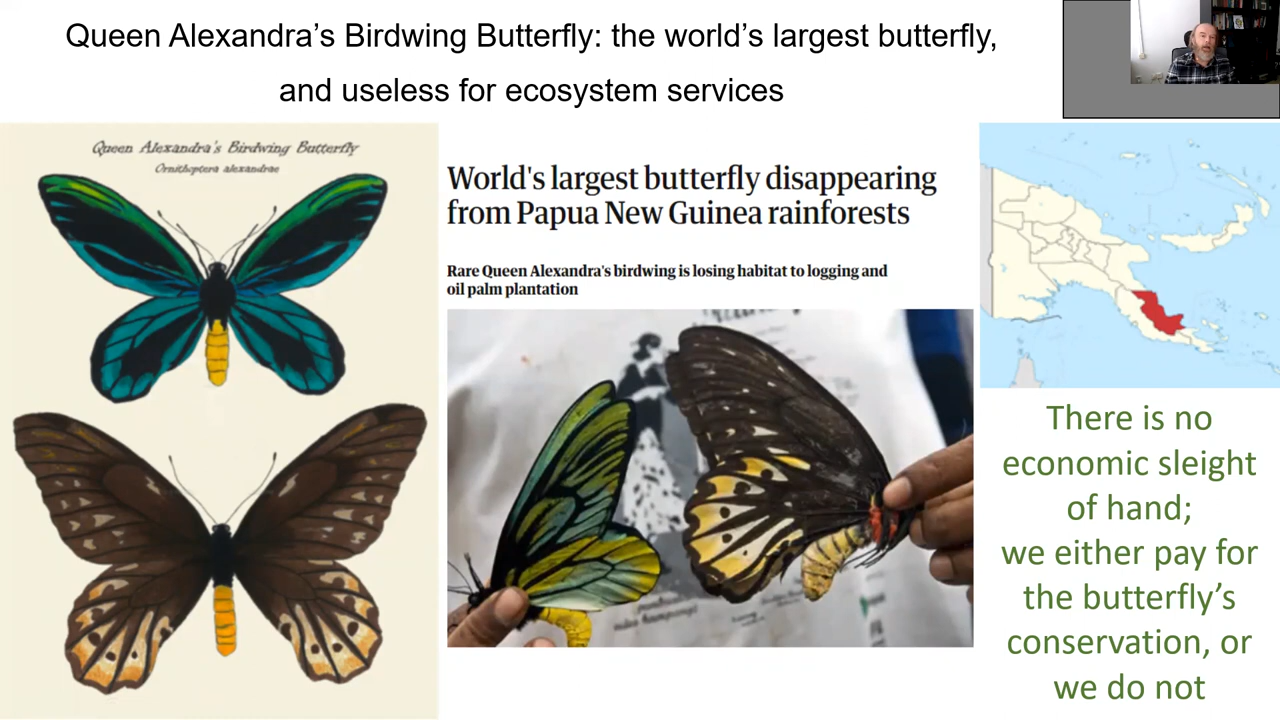 Queen Alexandra’s Birdwing Butterfly: the world’s largest butterfly,
and useless for ecosystem services
Queen Alexandra's Birdwing Butterfly
Ornithoptera alexandrae
World's largest butterfly disappearing
from Papua New Guinea rainforests
Rare Queen Alexandra's birdwing is losing habitat to logging and
oil palm plantation
There is no
economic sleight
of hand;
we either pay for
the butterfly’s
conservation, or
we do not